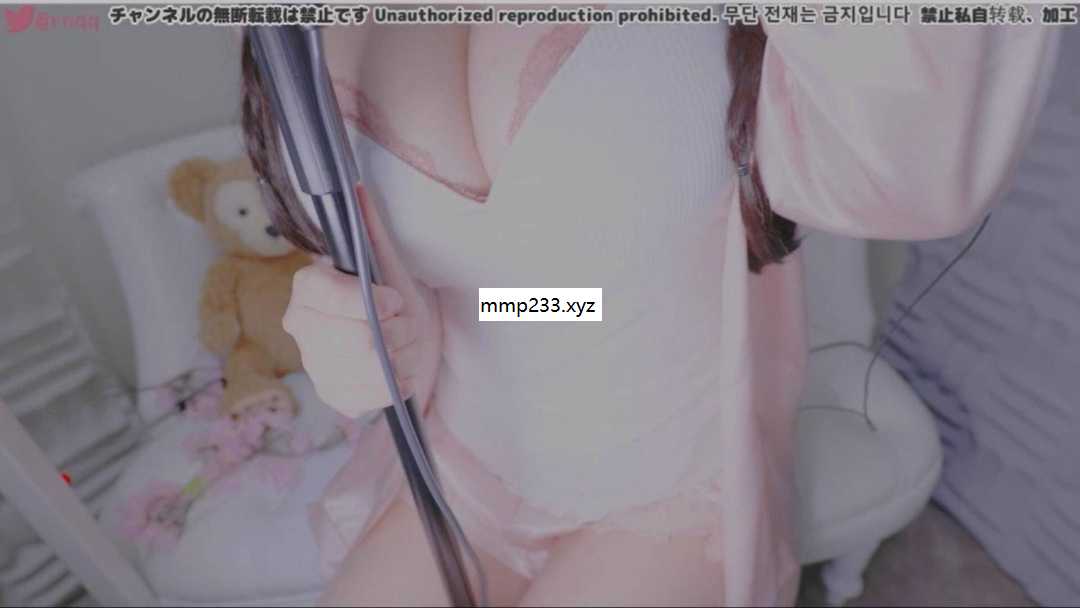 チャンネルの無断転載は禁止です Unauthorized reproduction prohibited. 무단 전재는 금지입니다 禁止私自转载、加工
mmp233.xyz